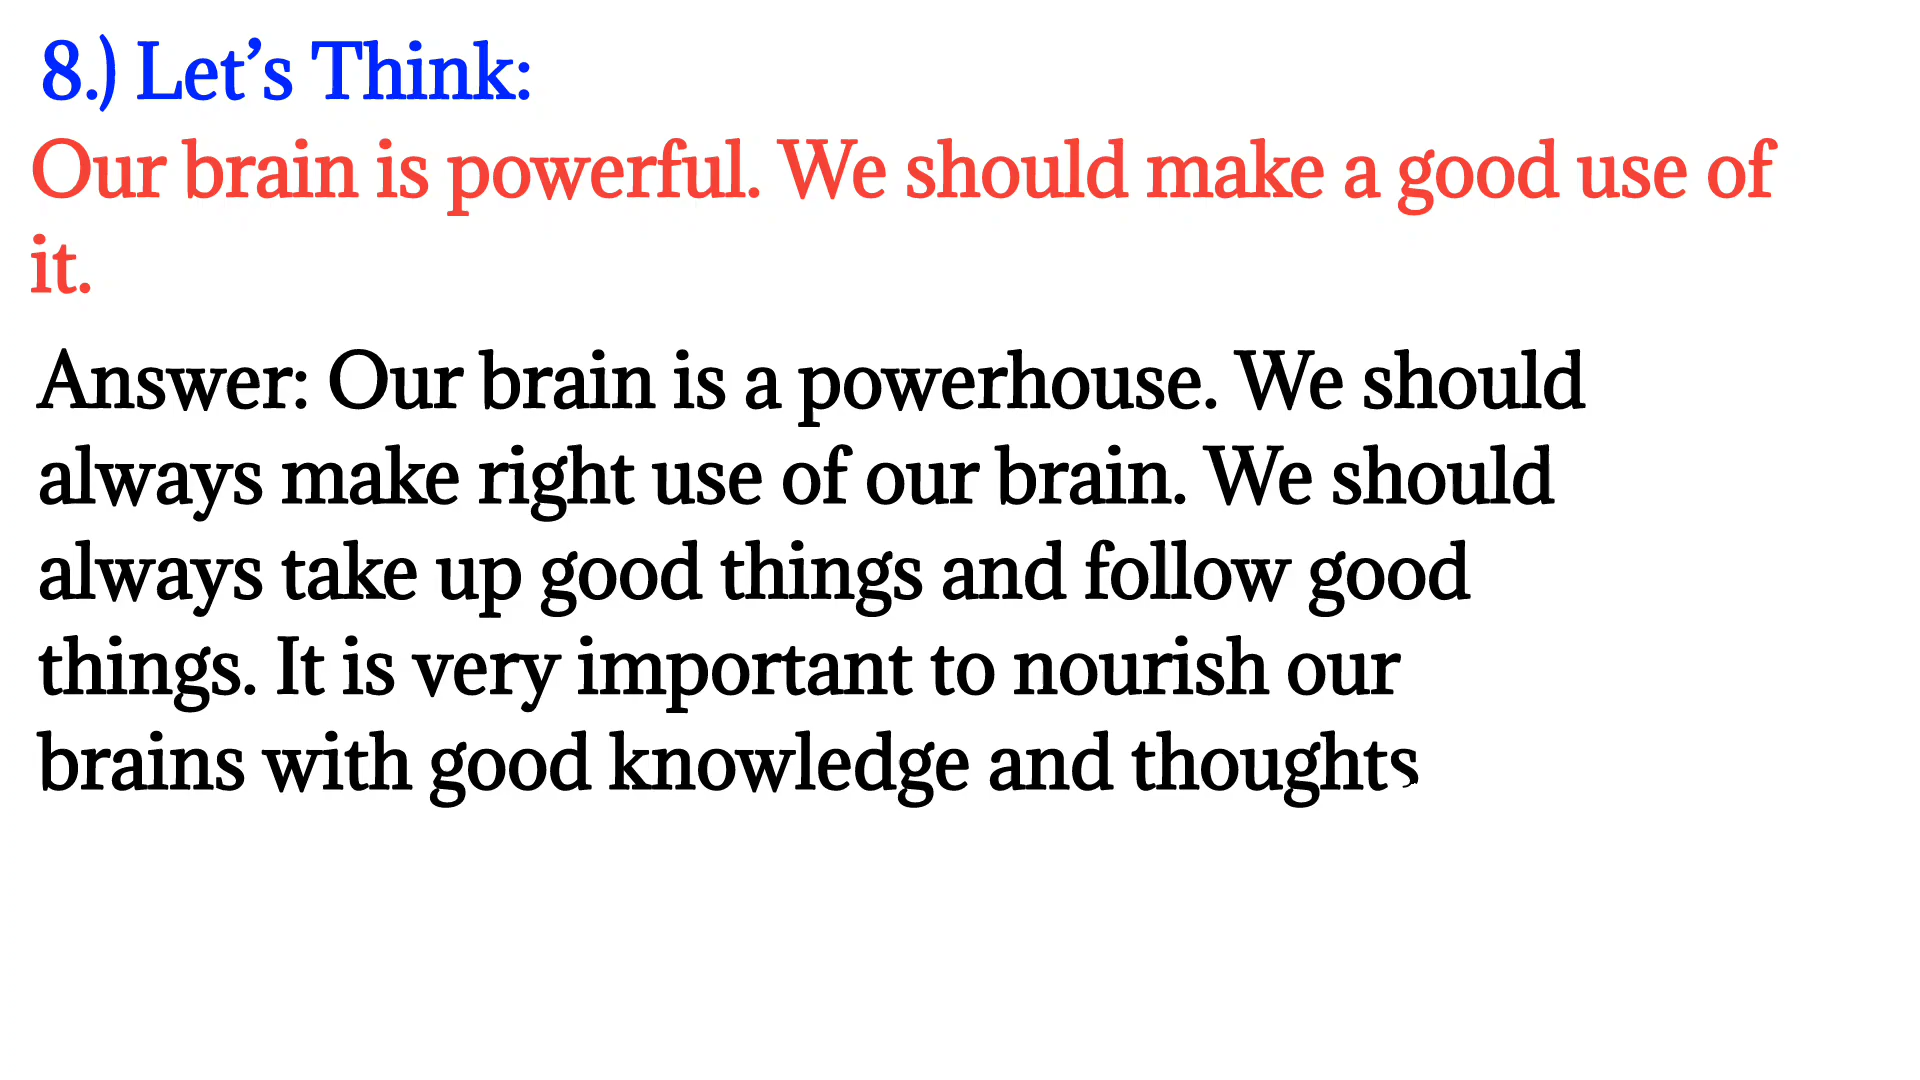 8.) Let’s Think:
Our brain is powerful. We should make a good use of
it.
Answer: Our brain is a powerhouse. We should
always make right use of our brain. We should
always take up good things and follow good
things. It is very important to nourish our
brains with good knowledge and thoughts